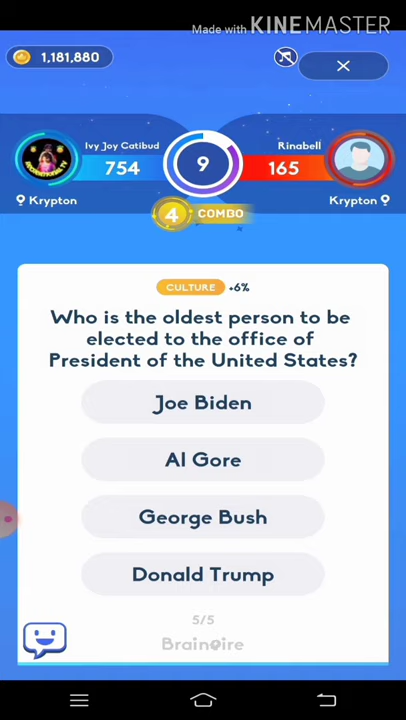 Made with KINEMASTER
1,181,880
Ivy Joy Catibud
754
9
Rinabell
165
Krypton
Krypton
4 COMBO
CULTURE +6%
Who is the oldest person to be
elected to the office of
President of the United States?
Joe Biden
Al Gore
George Bush
Donald Trump
5/5